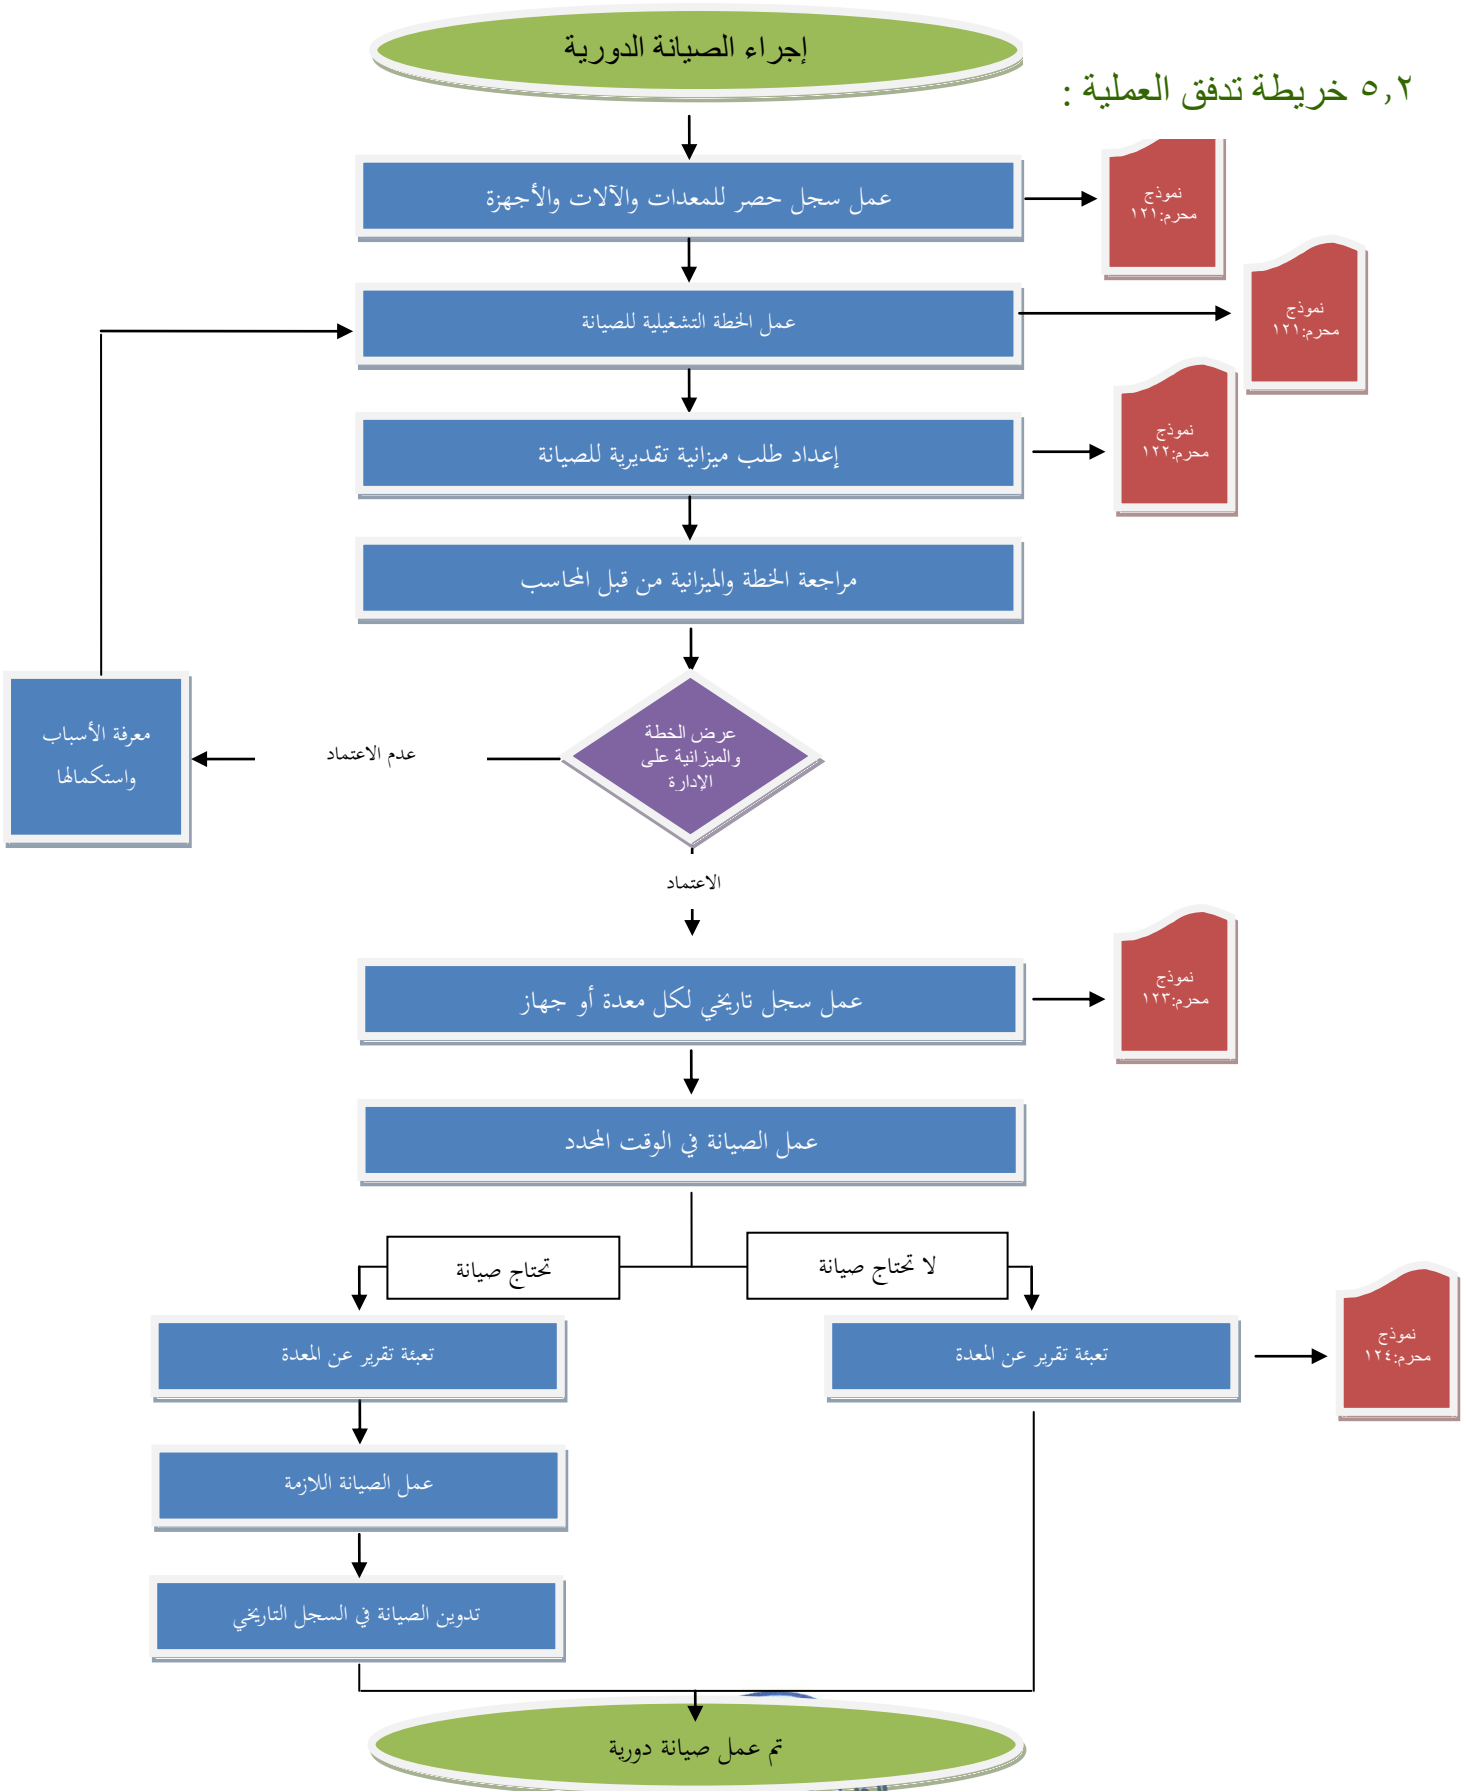 إجراء الصيانة الدورية
٥,٢ خريطة تدفق العملية :
عمل سجل حصر للمعدات والآلات والأجهزة
نموذج
محرم:١٢١
عمل الخطة التشغيلية للصيانة
نموذج
محرم:١٢١
إعداد طلب ميزانية تقديرية للصيانة
نموذج
محرم:١٢٢
مراجعة الخطة والميزانية من قبل المحاسب
عرض الخطة
والميزانية على
الإدارة
عدم الاعتماد
معرفة الأسباب
واستكمالها
الاعتماد
عمل سجل تاريخي لكل معدة أو جهاز
نموذج
محرم:١٢٣
عمل الصيانة في الوقت المحدد
لا تحتاج صيانة
تحتاج صيانة
تعبئة تقرير عن المعدة
نموذج
محرم:١٢٤
تعبئة تقرير عن المعدة
عمل الصيانة اللازمة
تدوين الصيانة في السجل التاريخي
تم عمل صيانة دورية